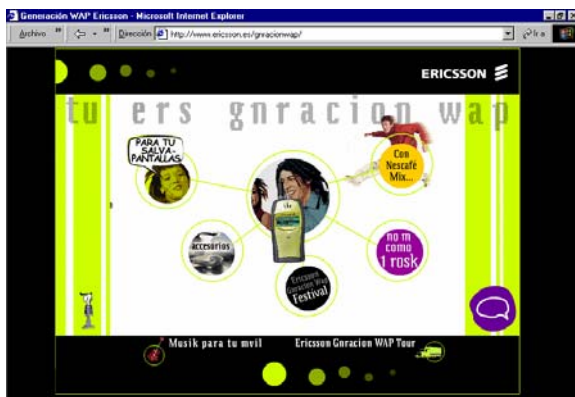 Generación WAP Ericsson - Microsoft Internet Explorer
Archivo » » Dirección http://www.ericsson.es/gnracionwap/ Ir a
ERICSSON
tu ers gnracion wap
PARA TU
SALVA-
PANTALLAS
Con
Nescafé
Mix...
accesorios
no m
como
1 rosk
Ericsson
Gnracion Wap
Festival
Musik para tu mvil
Ericsson Gnracion WAP Tour